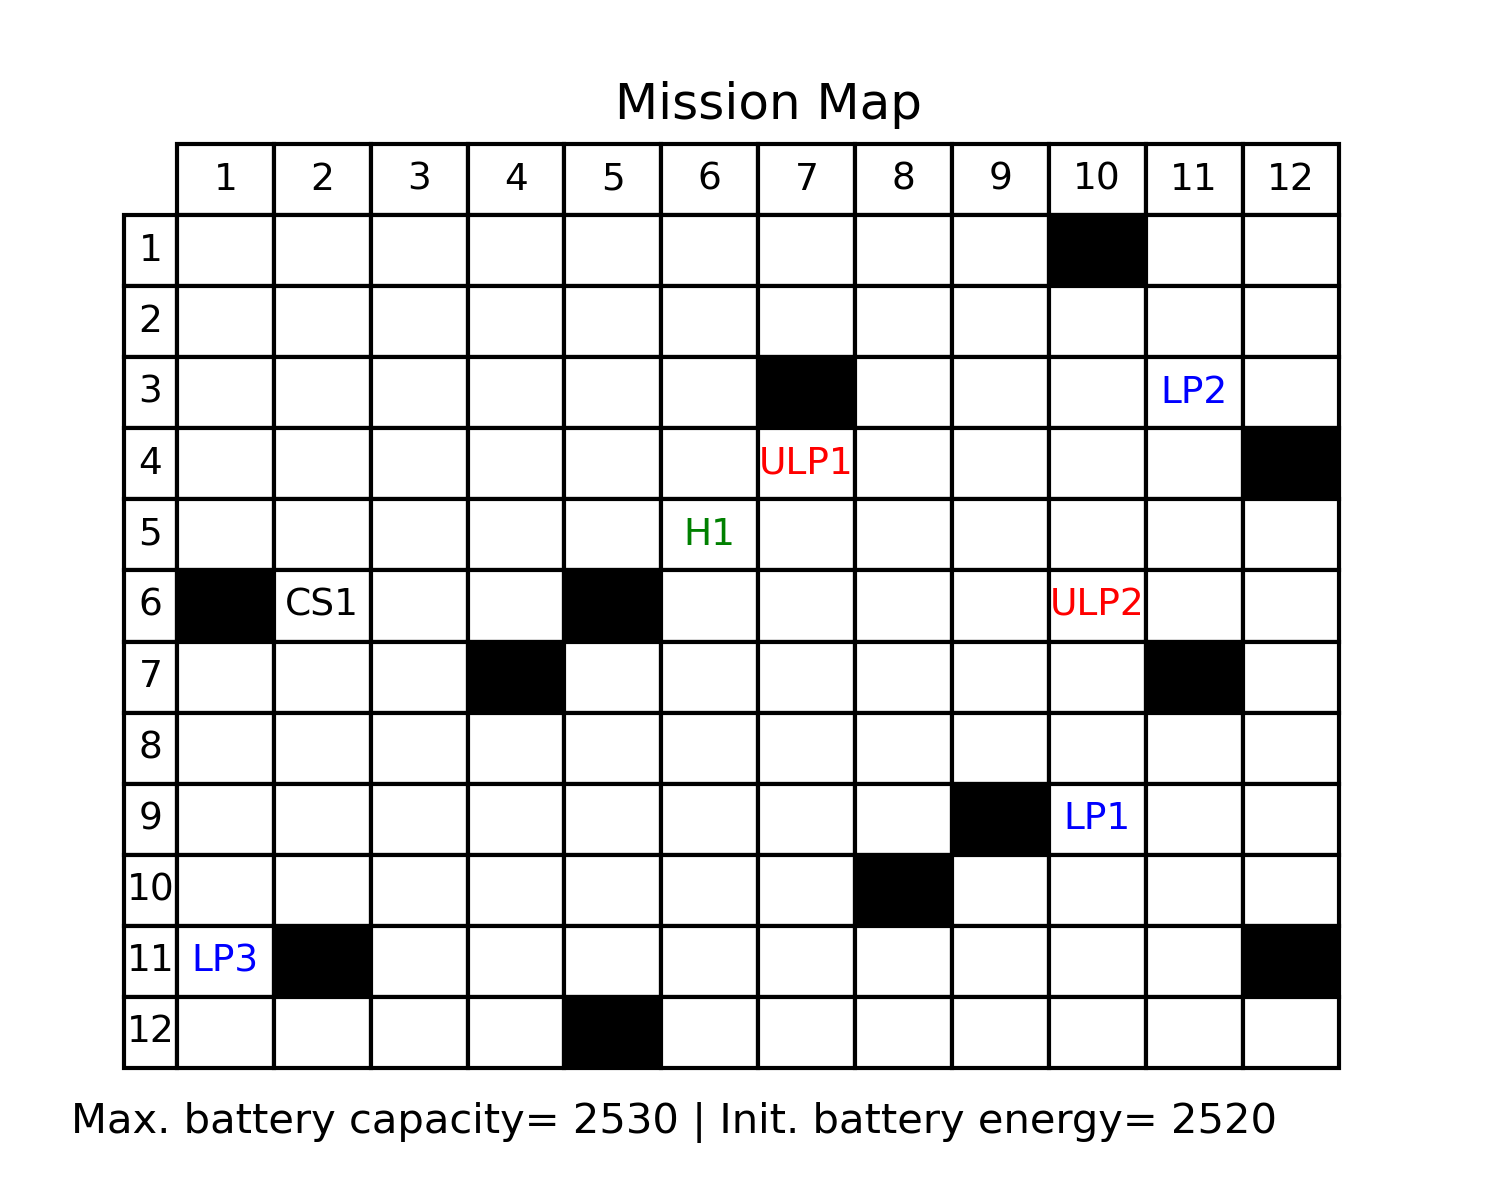 Mission Map
1 2 3 4 5 6 7 8 9 10 11 12
1
2
3 LP2
4 ULP1
5 H1
6 CS1 ULP2
7
8
9 LP1
10
11 LP3
12
Max. battery capacity= 2530 | Init. battery energy= 2520